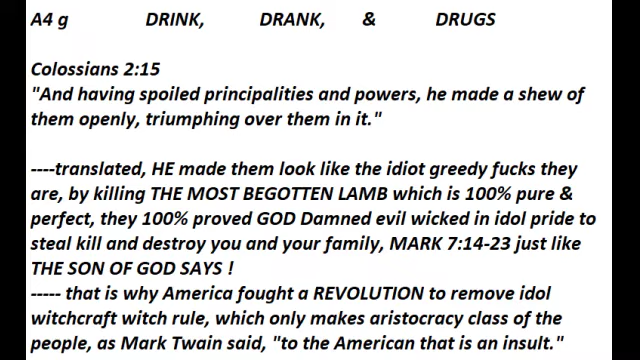 A4 g DRINK, DRANK, & DRUGS
Colossians 2:15
"And having spoiled principalities and powers, he made a shew of
them openly, triumphing over them in it."
----translated, HE made them look like the idiot greedy fucks they
are, by killing THE MOST BEGOTTEN LAMB which is 100% pure &
perfect, they 100% proved GOD Damned evil wicked in idol pride to
steal kill and destroy you and your family, MARK 7:14-23 just like
THE SON OF GOD SAYS !
----- that is why America fought a REVOLUTION to remove idol
witchcraft witch rule, which only makes aristocracy class of the
people, as Mark Twain said, "to the American that is an insult."